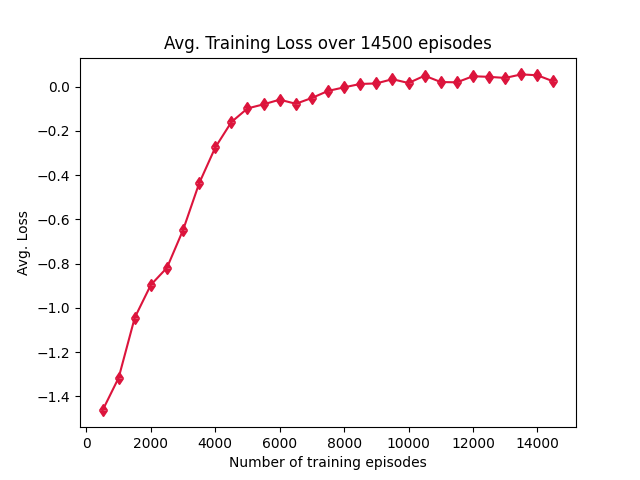 Avg. Training Loss over 14500 episodes
0.0
−0.2
−0.4
−0.6
−0.8
−1.0
−1.2
−1.4
Avg. Loss
0 2000 4000 6000 8000 10000 12000 14000
Number of training episodes